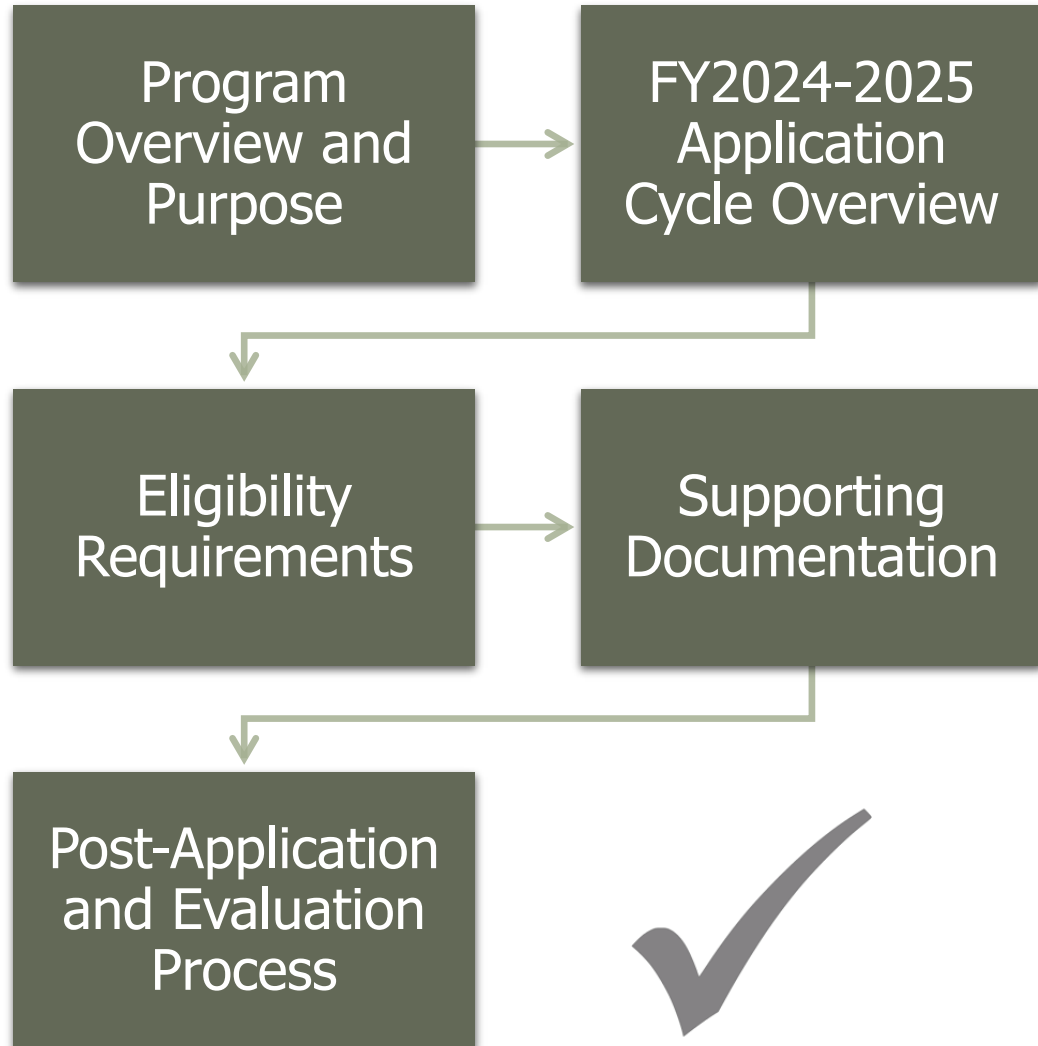 Program
Overview and
Purpose
FY2024-2025
Application
Cycle Overview
Eligibility
Requirements
Supporting
Documentation
Post-Application
and Evaluation
Process